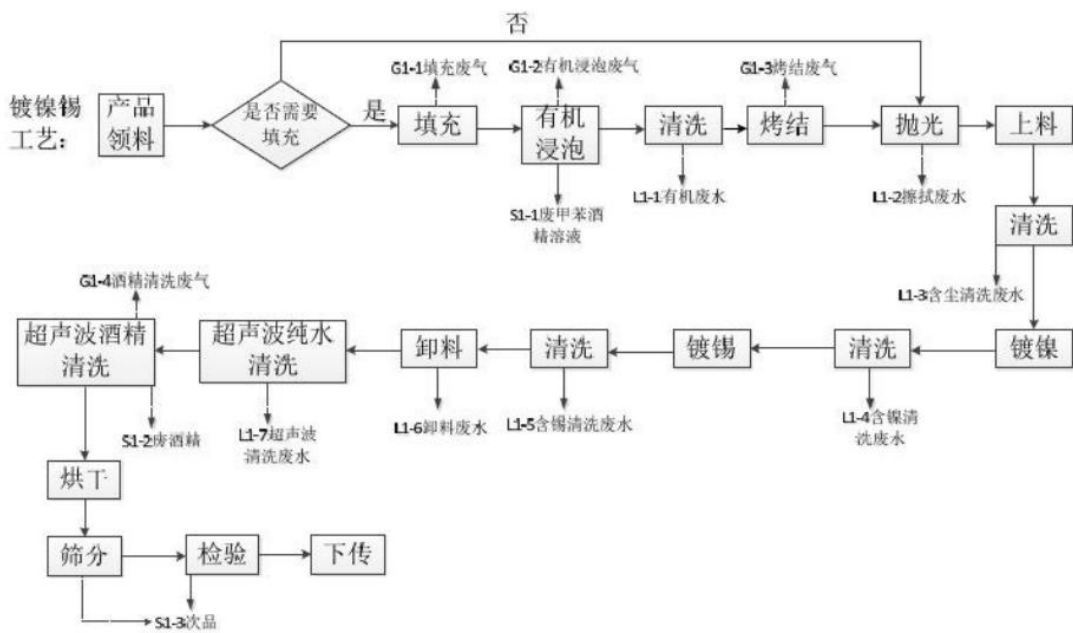 否
G1-1填充废气
G1-2有机浸泡废气
G1-3烤结废气
镀镍锡
工艺：
产品
领料
是否需要
填充
是
填充
有机
浸泡
清洗
烤结
抛光
上料
S1-1废甲苯酒
精溶液
L1-1有机废水
L1-2擦拭废水
清洗
L1-3含尘清洗废水
G1-4酒精清洗废气
超声波酒精
清洗
超声波纯水
清洗
卸料
清洗
镀锡
清洗
镀镍
S1-2废酒精
L1-7超声波
清洗废水
L1-6卸料废水
L1-5含锡清洗废水
L1-4含镍清
洗废水
烘干
筛分
检验
下传
S1-3次品